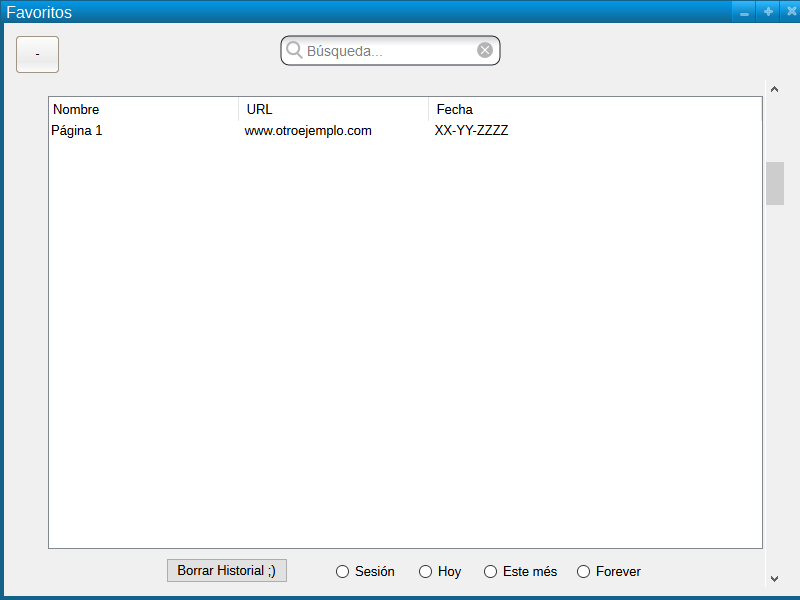 Favoritos
-
Búsqueda...
Nombre URL Fecha
Página 1 www.otroejemplo.com XX-YY-ZZZZ
Borrar Historial ;) Sesión Hoy Este més Forever